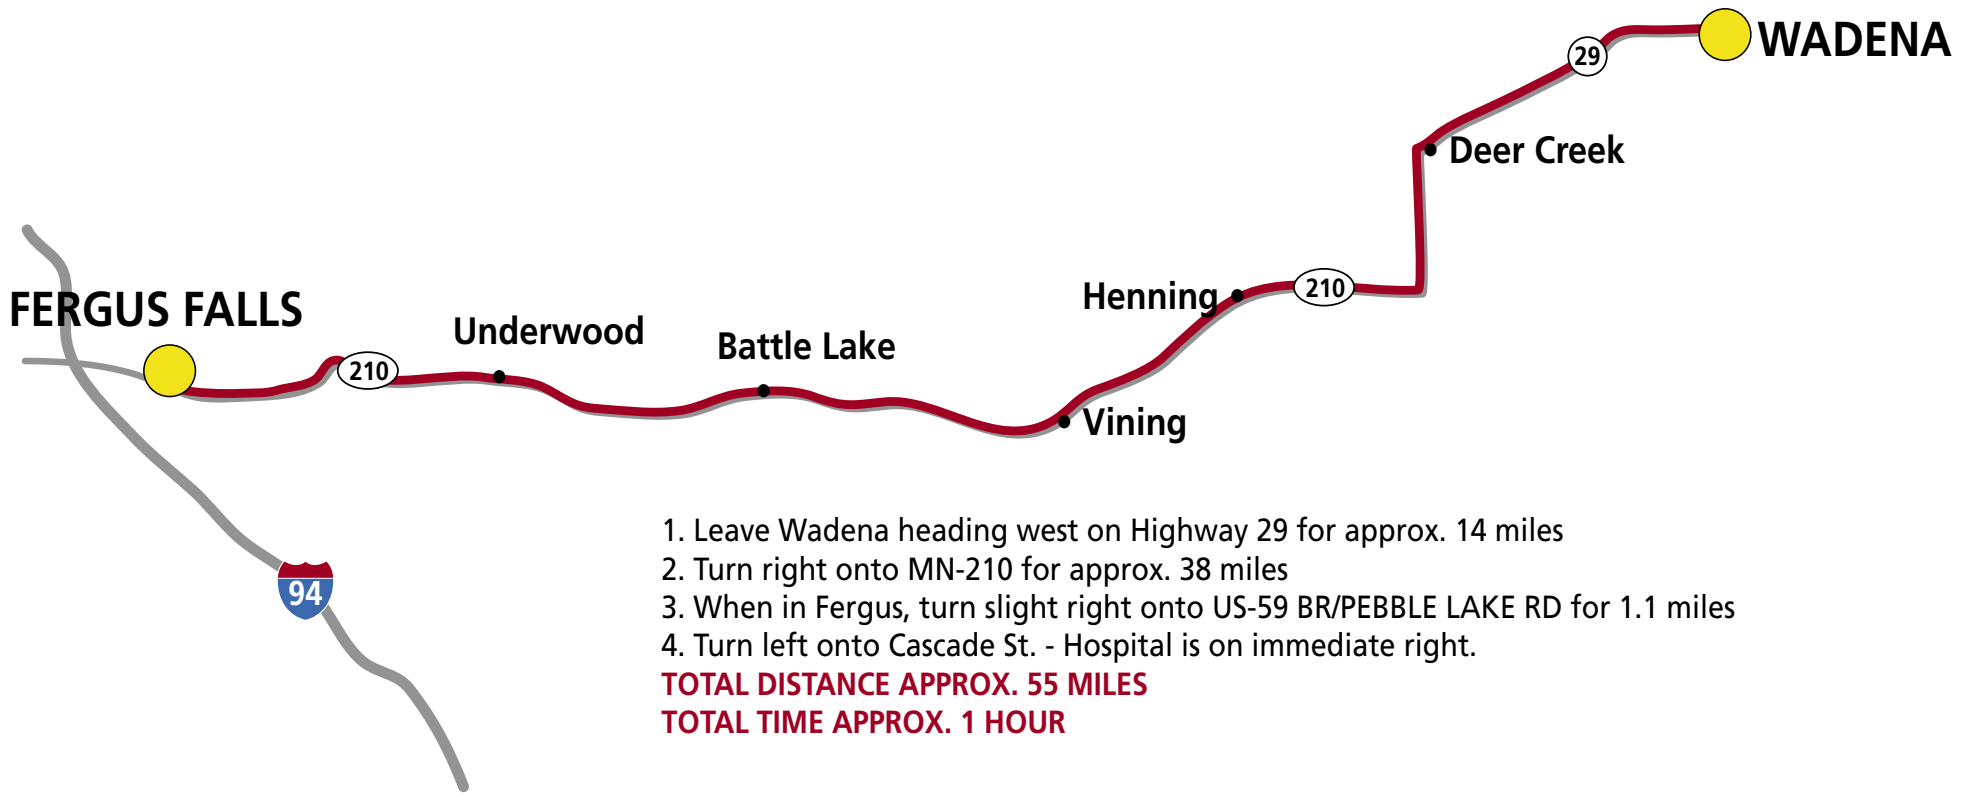 29
WADENA
Deer Creek
Henning
210
FERGUS FALLS
Underwood
Battle Lake
210
Vining
94
1. Leave Wadena heading west on Highway 29 for approx. 14 miles
2. Turn right onto MN-210 for approx. 38 miles
3. When in Fergus, turn slight right onto US-59 BR/PEBBLE LAKE RD for 1.1 miles
4. Turn left onto Cascade St. - Hospital is on immediate right.
TOTAL DISTANCE APPROX. 55 MILES
TOTAL TIME APPROX. 1 HOUR